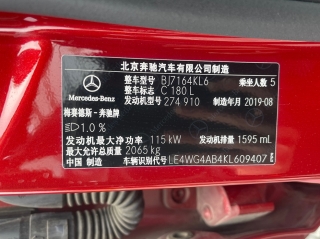 北京奔驰汽车有限公司制造
整车型号 BJ7164KL6 乘坐人数 5
整车标志 C 180 L
Mercedes-Benz 发动机型号 274 910 制造年月 2019-08
梅赛德斯-奔驰牌
1.0 %
发动机最大净功率 115 kW 发动机排量 1595 mL
最大设计总质量 2065 kg
中国 制造 车辆识别代号 LE4WG4AB4KL609407